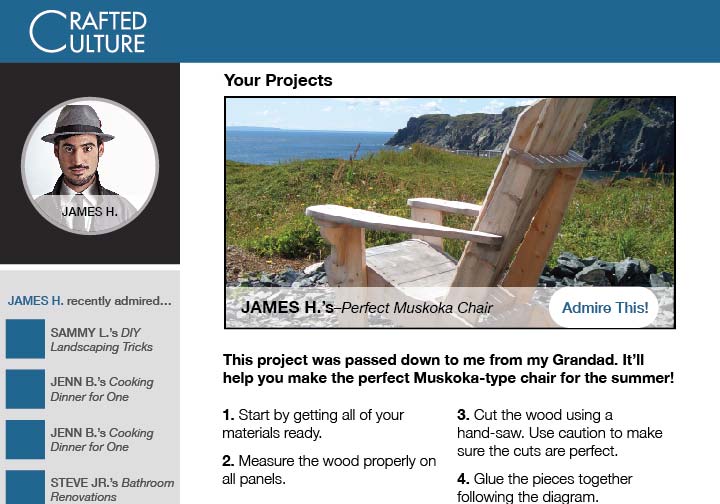 CRAFTED
CULTURE
JAMES H.
JAMES H. recently admired...
SAMMY L.'s DIY
Landscaping Tricks
JENN B.'s Cooking
Dinner for One
JENN B.'s Cooking
Dinner for One
STEVE JR.'s Bathroom
Renovations
Your Projects
JAMES H.'s–Perfect Muskoka Chair
Admire This!
This project was passed down to me from my Grandad. It'll
help you make the perfect Muskoka-type chair for the summer!
1. Start by getting all of your
materials ready.
2. Measure the wood properly on
all panels.
3. Cut the wood using a
hand-saw. Use caution to make
sure the cuts are perfect.
4. Glue the pieces together
following the diagram.